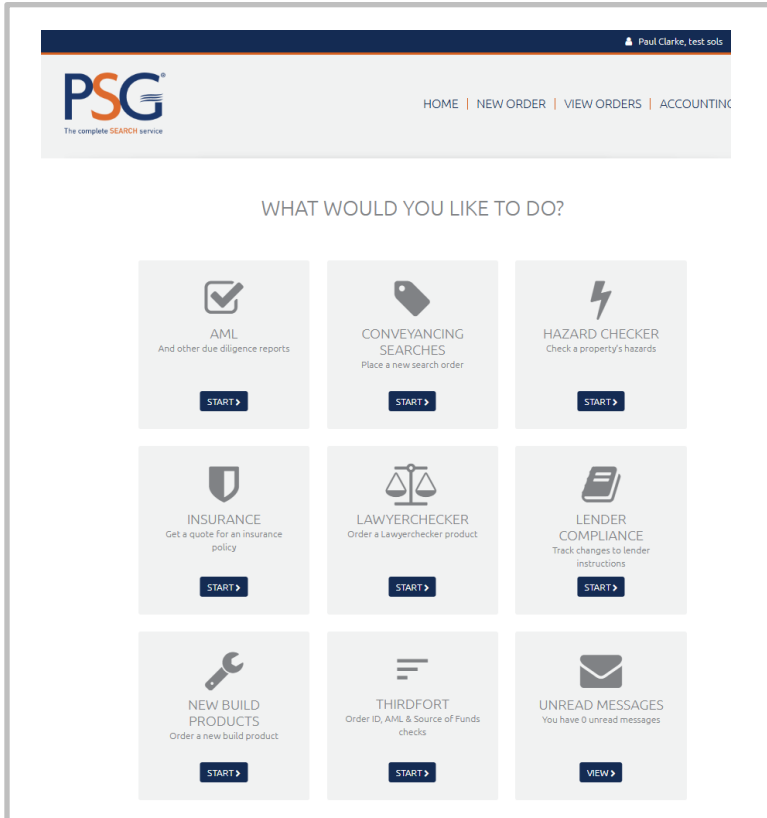 Paul Clarke, test sols
PSG
The complete SEARCH service
HOME | NEW ORDER | VIEW ORDERS | ACCOUNTING
WHAT WOULD YOU LIKE TO DO?
AML
And other due diligence reports
START
CONVEYANCING
SEARCHES
Place a new search order
START
HAZARD CHECKER
Check a property's hazards
START
INSURANCE
Get a quote for an insurance
policy
START
LAWYERCHECKER
Order a Lawyerchecker product
START
LENDER
COMPLIANCE
Track changes to lender
instructions
START
NEW BUILD
PRODUCTS
Order a new build product
START
THIRDFORT
Order ID, AML & Source of Funds
checks
START
UNREAD MESSAGES
You have 0 unread messages
VIEW